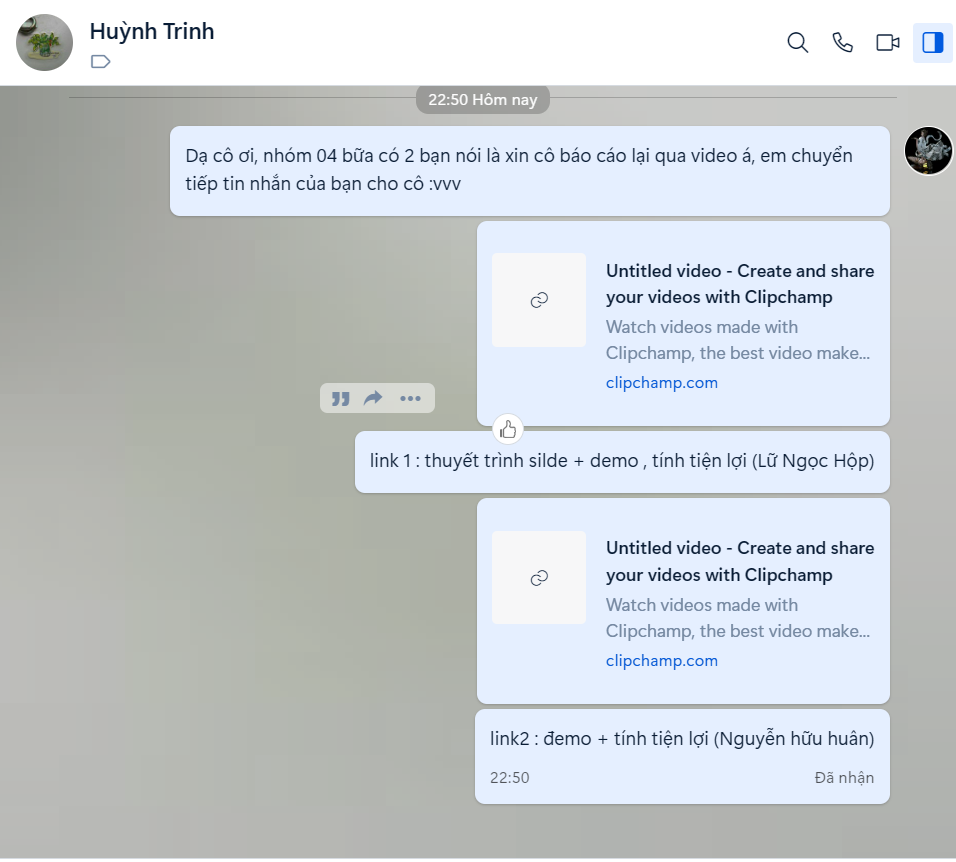 Huỳnh Trinh
22:50 Hôm nay
Dạ cô ơi, nhóm 04 bữa có 2 bạn nói là xin cô báo cáo lại qua video á, em chuyển
tiếp tin nhắn của bạn cho cô :vvv
Untitled video - Create and share
your videos with Clipchamp
Watch videos made with
Clipchamp, the best video make...
clipchamp.com
link 1 : thuyết trình silde + demo , tính tiện lợi (Lữ Ngọc Hộp)
Untitled video - Create and share
your videos with Clipchamp
Watch videos made with
Clipchamp, the best video make...
clipchamp.com
link2 : đemo + tính tiện lợi (Nguyễn hữu huân)
22:50 Đã nhận